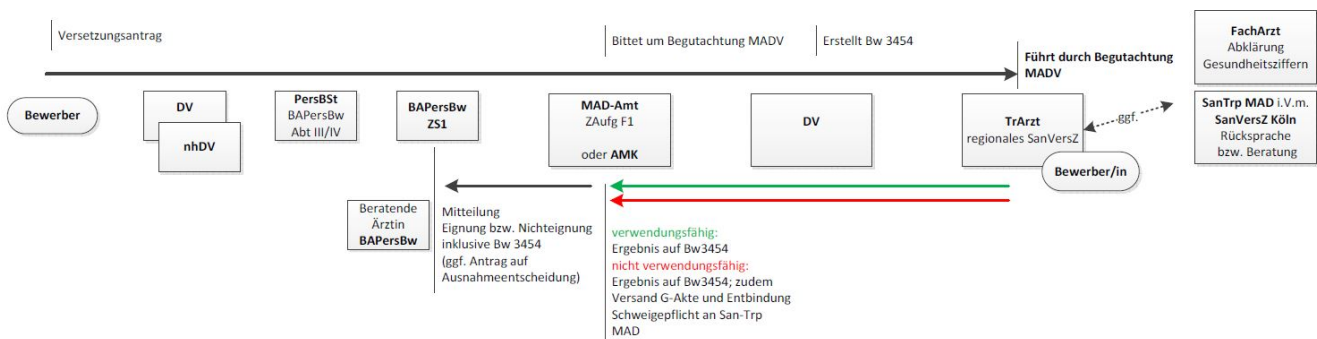 Versetzungsantrag
Bittet um Begutachtung MADV
Erstellt Bw 3454
Führt durch Begutachtung
MADV
FachArzt
Abklärung
Gesundheitsziffern
Bewerber
DV
nhDV
PersBSt
BAPersBw
Abt III/IV
BAPersBw
ZS1
MAD-Amt
ZAufg F1
oder AMK
DV
TrArzt
regionales SanVersZ
Bewerber/in
ggf.
SanTrp MAD i.V.m.
SanVersZ Köln
Rücksprache
bzw. Beratung
Beratende
Ärztin
BAPersBw
Mitteilung
Eignung bzw. Nichteignung
inklusive Bw 3454
(ggf. Antrag auf
Ausnahmeentscheidung)
verwendungsfähig:
Ergebnis auf Bw3454
nicht verwendungsfähig:
Ergebnis auf Bw3454; zudem
Versand G-Akte und Entbindung
Schweigepflicht an San-Trp
MAD